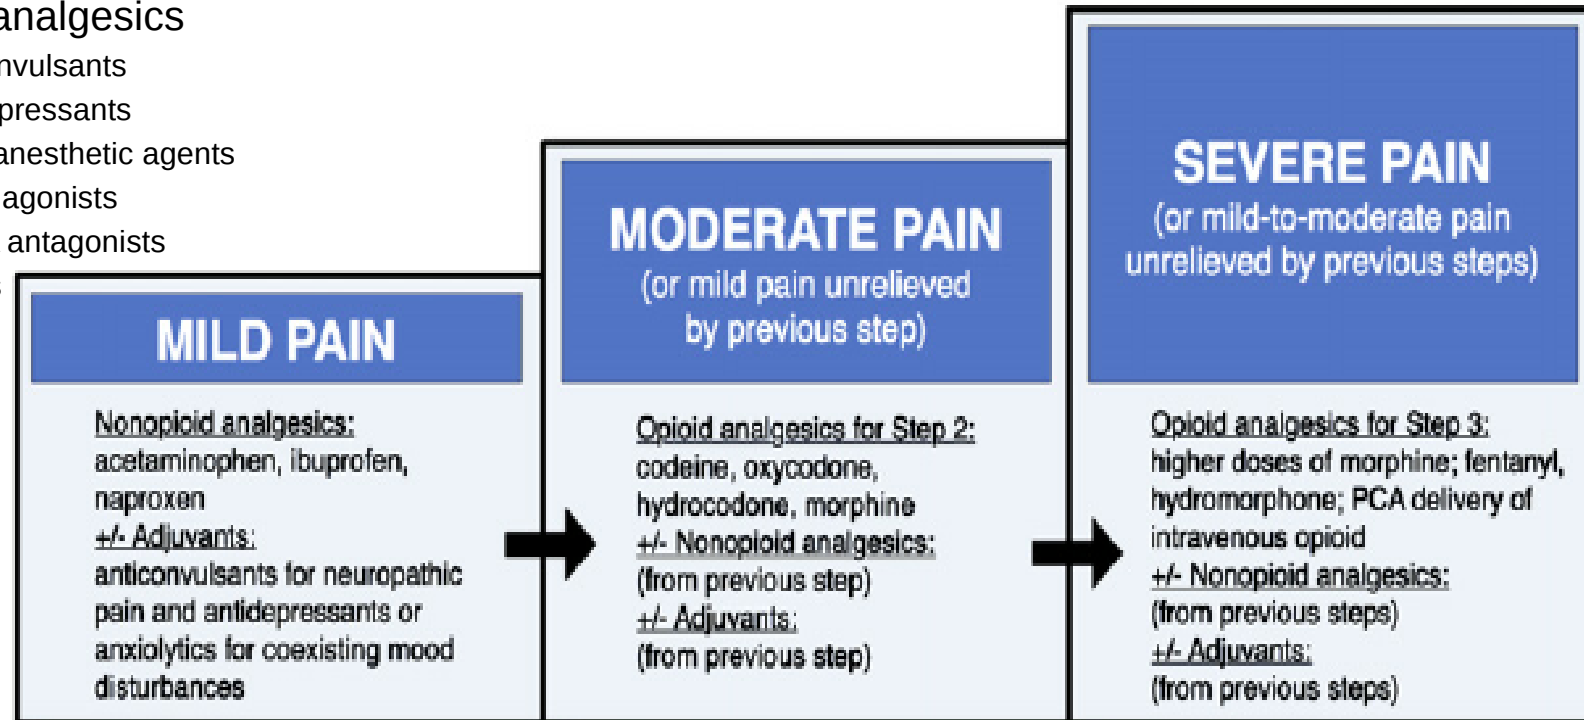 analgesics
nvulsants
pressants
anesthetic agents
agonists
antagonists
s
MILD PAIN
Nonopioid analgesics:
acetaminophen, ibuprofen,
naproxen
+/- Adjuvants:
anticonvulsants for neuropathic
pain and antidepressants or
anxiolytics for coexisting mood
disturbances
MODERATE PAIN
(or mild pain unrelieved
by previous step)
Opioid analgesics for Step 2:
codeine, oxycodone,
hydrocodone, morphine
+/- Nonopioid analgesics:
(from previous step)
+/- Adjuvants:
(from previous step)
SEVERE PAIN
(or mild-to-moderate pain
unrelieved by previous steps)
Opioid analgesics for Step 3:
higher doses of morphine; fentanyl,
hydromorphone; PCA delivery of
intravenous opioid
+/- Nonopioid analgesics:
(from previous steps)
+/- Adjuvants:
(from previous steps)